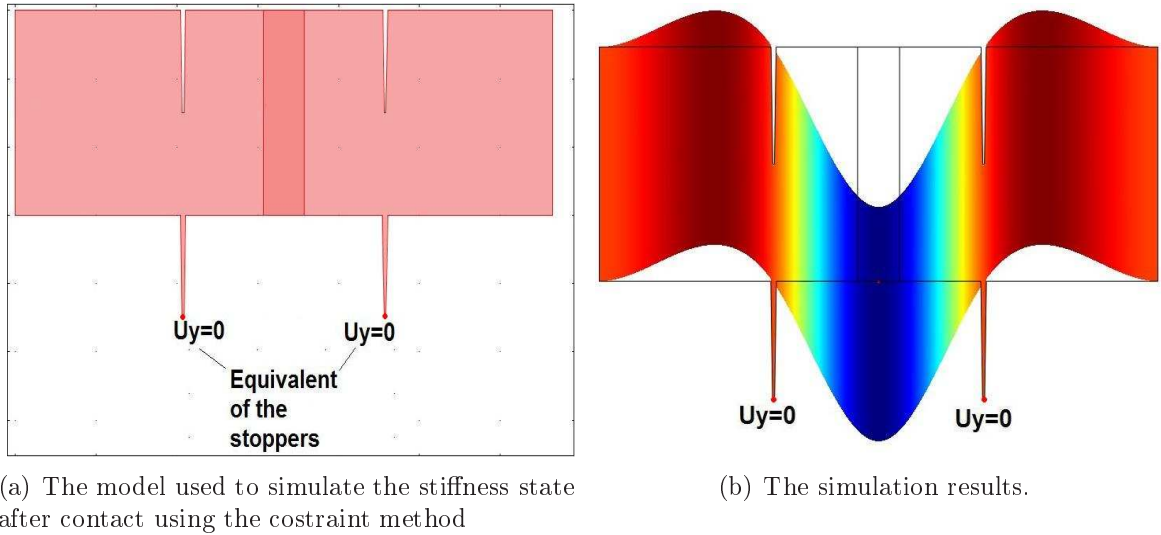 Uy=0
Uy=0
Equivalent
of the
stoppers
Uy=0
Uy=0
(a) The model used to simulate the stiffness state
after contact using the costraint method
(b) The simulation results.